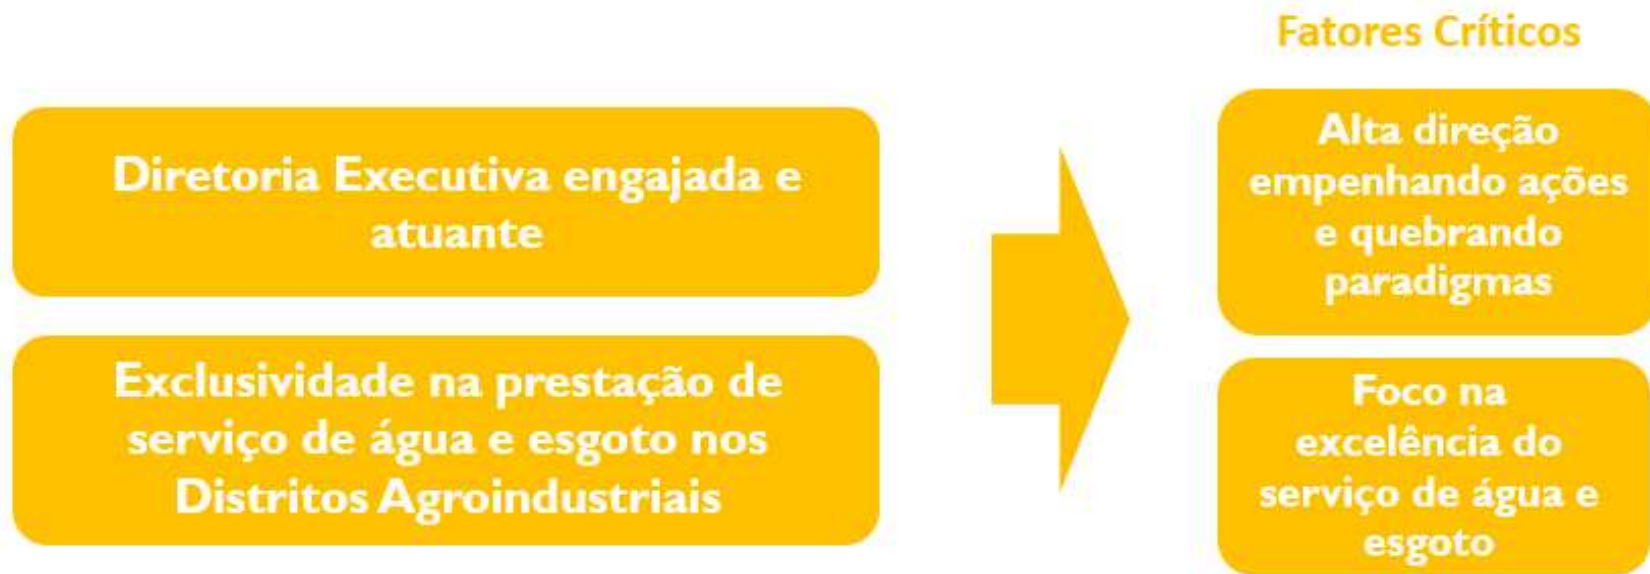 Fatores Críticos
Diretoria Executiva engajada e
atuante
Exclusividade na prestação de
serviço de água e esgoto nos
Distritos Agroindustriais
Alta direção
empenhando ações
e quebrando
paradigmas
Foco na
excelência do
serviço de água e
esgoto